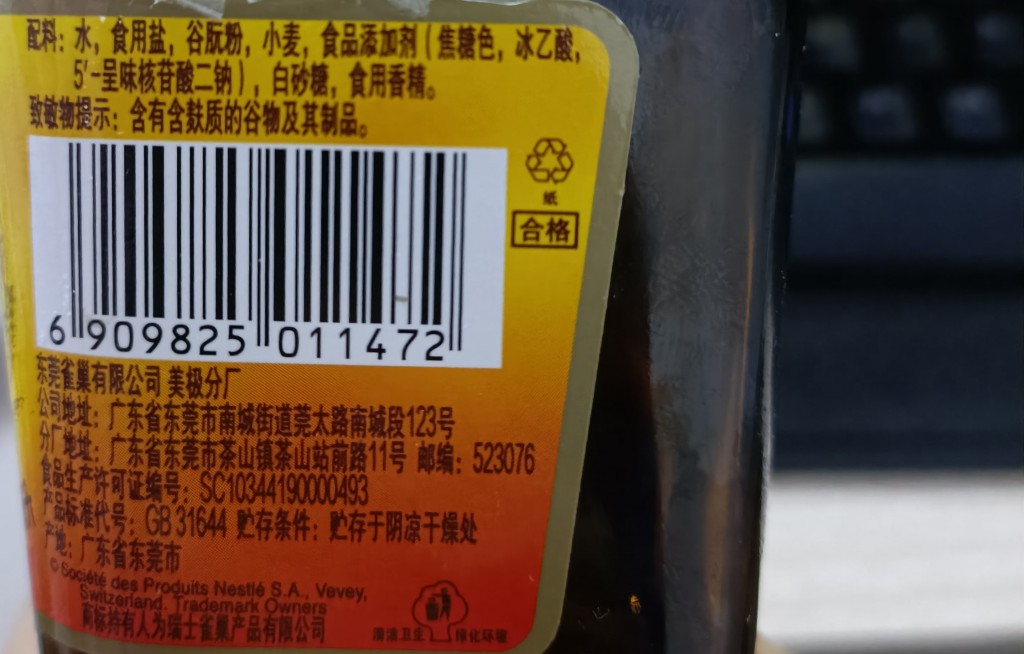 配料：水，食用盐，谷朊粉，小麦，食品添加剂（焦糖色，冰乙酸，
5'-呈味核苷酸二钠），白砂糖，食用香精。
致敏物提示：含有含麸质的谷物及其制品。
纸
合格
6 909825 011472
东莞雀巢有限公司 美极分厂
公司地址：广东省东莞市南城街道莞太路南城段123号
分厂地址：广东省东莞市茶山镇茶山站前路11号 邮编：523076
食品生产许可证编号：SC10344190000493
产品标准代号：GB 31644 贮存条件：贮存于阴凉干燥处
产地：广东省东莞市
© Société des Produits Nestlé S.A., Vevey,
Switzerland. Trademark Owners
商标持有人为瑞士雀巢产品有限公司
清洁卫生 绿化环境